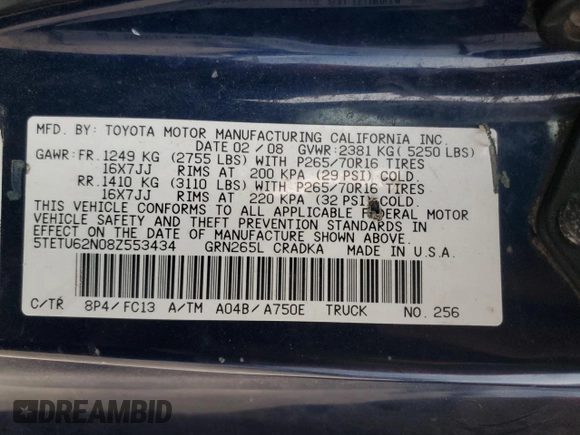 MFD. BY: TOYOTA MOTOR MANUFACTURING CALIFORNIA INC.
DATE 02 / 08 GVWR: 2381 KG ( 5250 LBS)
GAWR: FR. 1249 KG (2755 LBS) WITH P265/70R16 TIRES
16X7JJ RIMS AT 200 KPA (29 PSI) COLD.
RR. 1410 KG (3110 LBS) WITH P265/70R16 TIRES
16X7JJ RIMS AT 220 KPA (32 PSI) COLD.
THIS VEHICLE CONFORMS TO ALL APPLICABLE FEDERAL MOTOR
VEHICLE SAFETY AND THEFT PREVENTION STANDARDS IN
EFFECT ON THE DATE OF MANUFACTURE SHOWN ABOVE.
5TETU62N08Z553434 GRN265L CRADKA MADE IN U.S.A.
C/TR 8P4 / FC13 A/TM A04B / A750E TRUCK NO. 256
DREAMBID